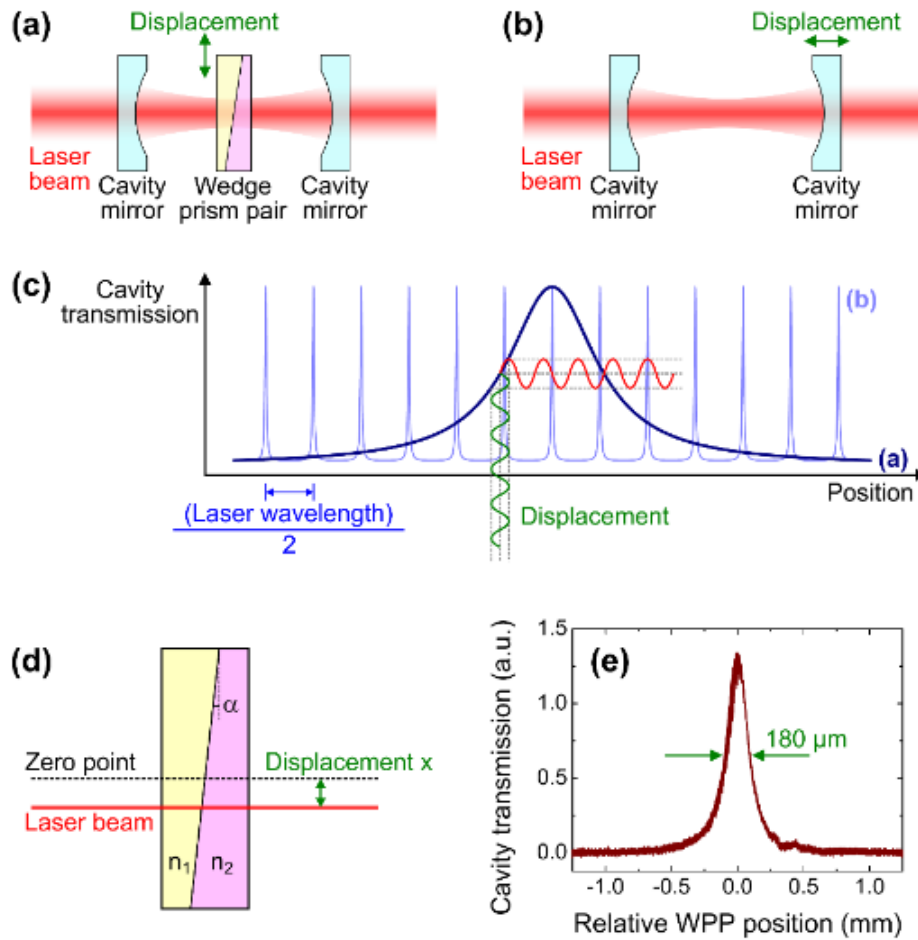 (a)
Displacement
Laser
beam
Cavity
mirror
Wedge
prism pair
Cavity
mirror
(b)
Displacement
Laser
beam
Cavity
mirror
Cavity
mirror
(c)
Cavity
transmission
(b)
(a)
Position
(Laser wavelength)
2
Displacement
(d)
α
Zero point
Displacement x
Laser beam
n1
n2
(e)
Cavity transmission (a.u.)
1.5
1.0
0.5
0.0
180 μm
-1.0
-0.5
0.0
0.5
1.0
Relative WPP position (mm)